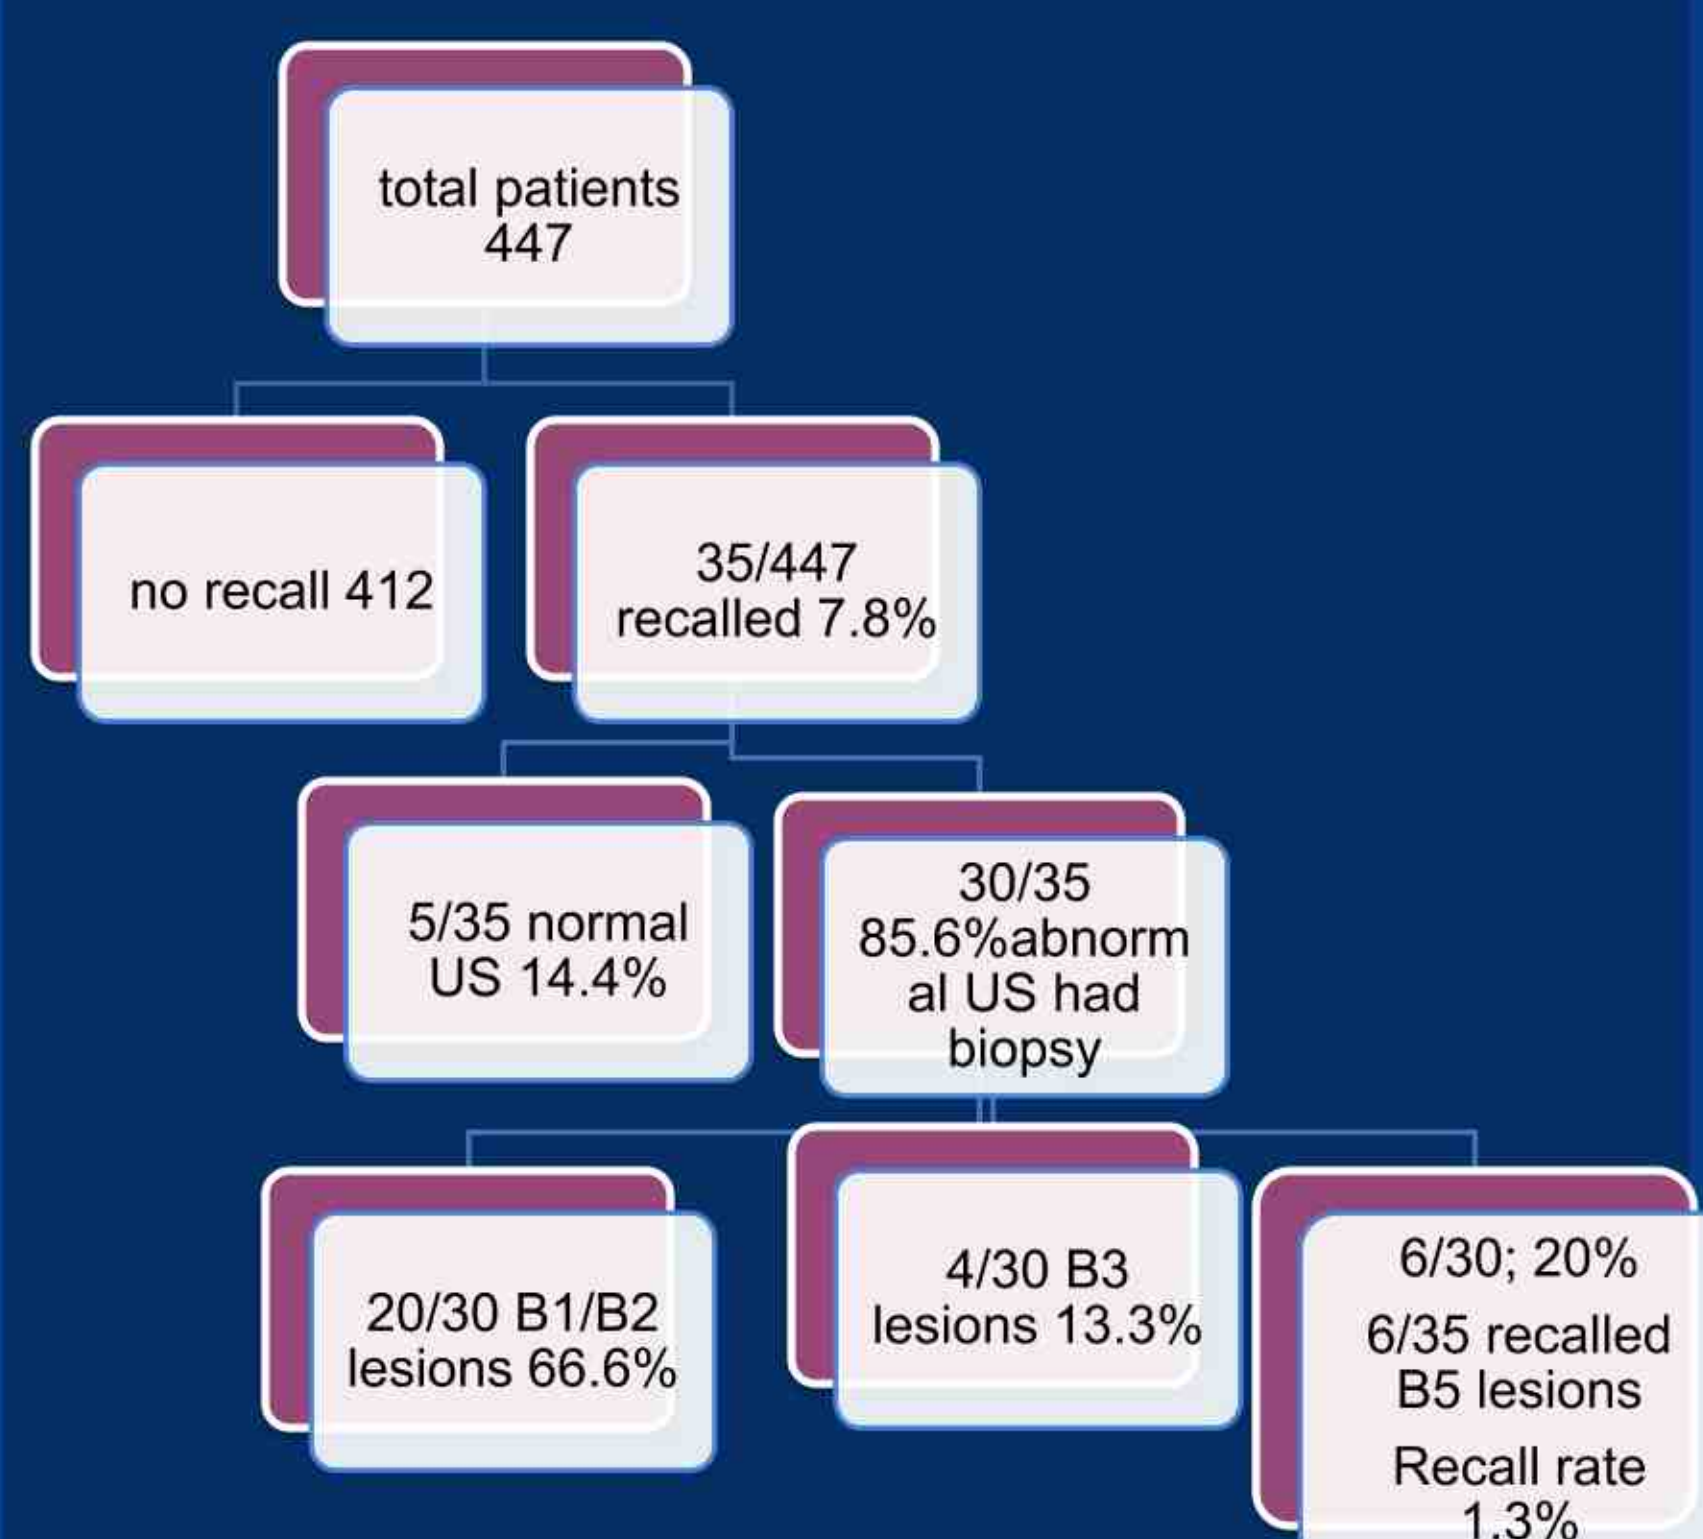 total patients
447
no recall 412
35/447
recalled 7.8%
5/35 normal
US 14.4%
30/35
85.6%abnorm
al US had
biopsy
20/30 B1/B2
lesions 66.6%
4/30 B3
lesions 13.3%
6/30; 20%
6/35 recalled
B5 lesions
Recall rate
1.3%